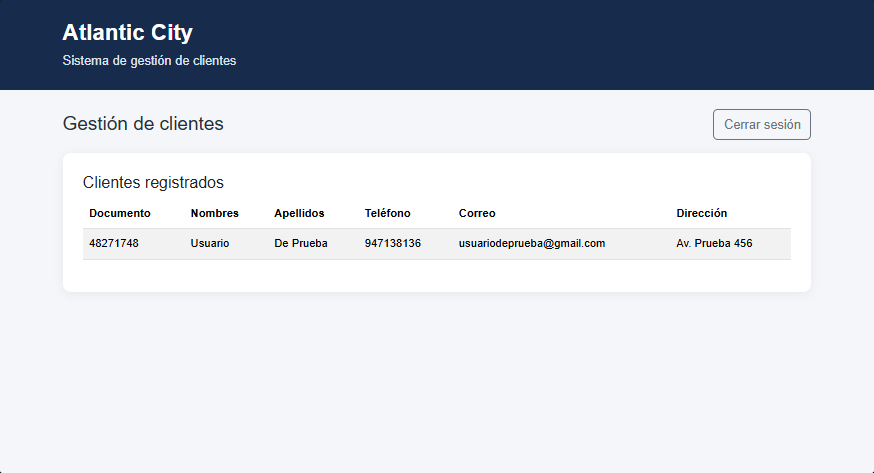 Atlantic City
Sistema de gestión de clientes
Gestión de clientes
Cerrar sesión
Clientes registrados
Documento Nombres Apellidos Teléfono Correo Dirección
48271748 Usuario De Prueba 947138136 usuariodeprueba@gmail.com Av. Prueba 456